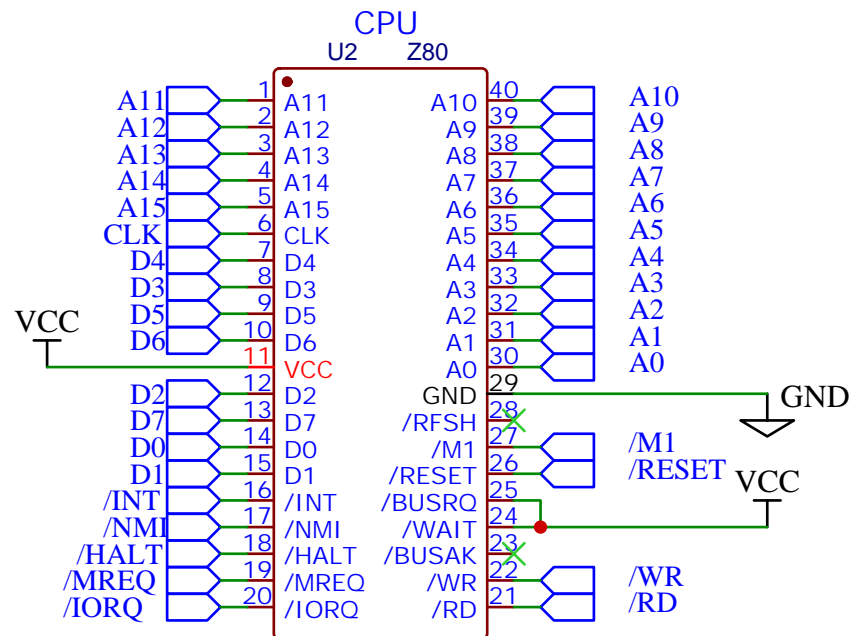 CPU
U2 Z80
A11 1 A11 A10 40 A10
A12 2 A12 A9 39 A9
A13 3 A13 A8 38 A8
A14 4 A14 A7 37 A7
A15 5 A15 A6 36 A6
CLK 6 CLK A5 35 A5
D4 7 D4 A4 34 A4
D3 8 D3 A3 33 A3
D5 9 D5 A2 32 A2
D6 10 D6 A1 31 A1
VCC 11 VCC A0 30 A0
D2 12 D2 GND 29 GND
D7 13 D7 /RFSH 28
D0 14 D0 /M1 27 /M1
D1 15 D1 /RESET 26 /RESET
/INT 16 /INT /BUSRQ 25 VCC
/NMI 17 /NMI /WAIT 24
/HALT 18 /HALT /BUSAK 23
/MREQ 19 /MREQ /WR 22 /WR
/IORQ 20 /IORQ /RD 21 /RD